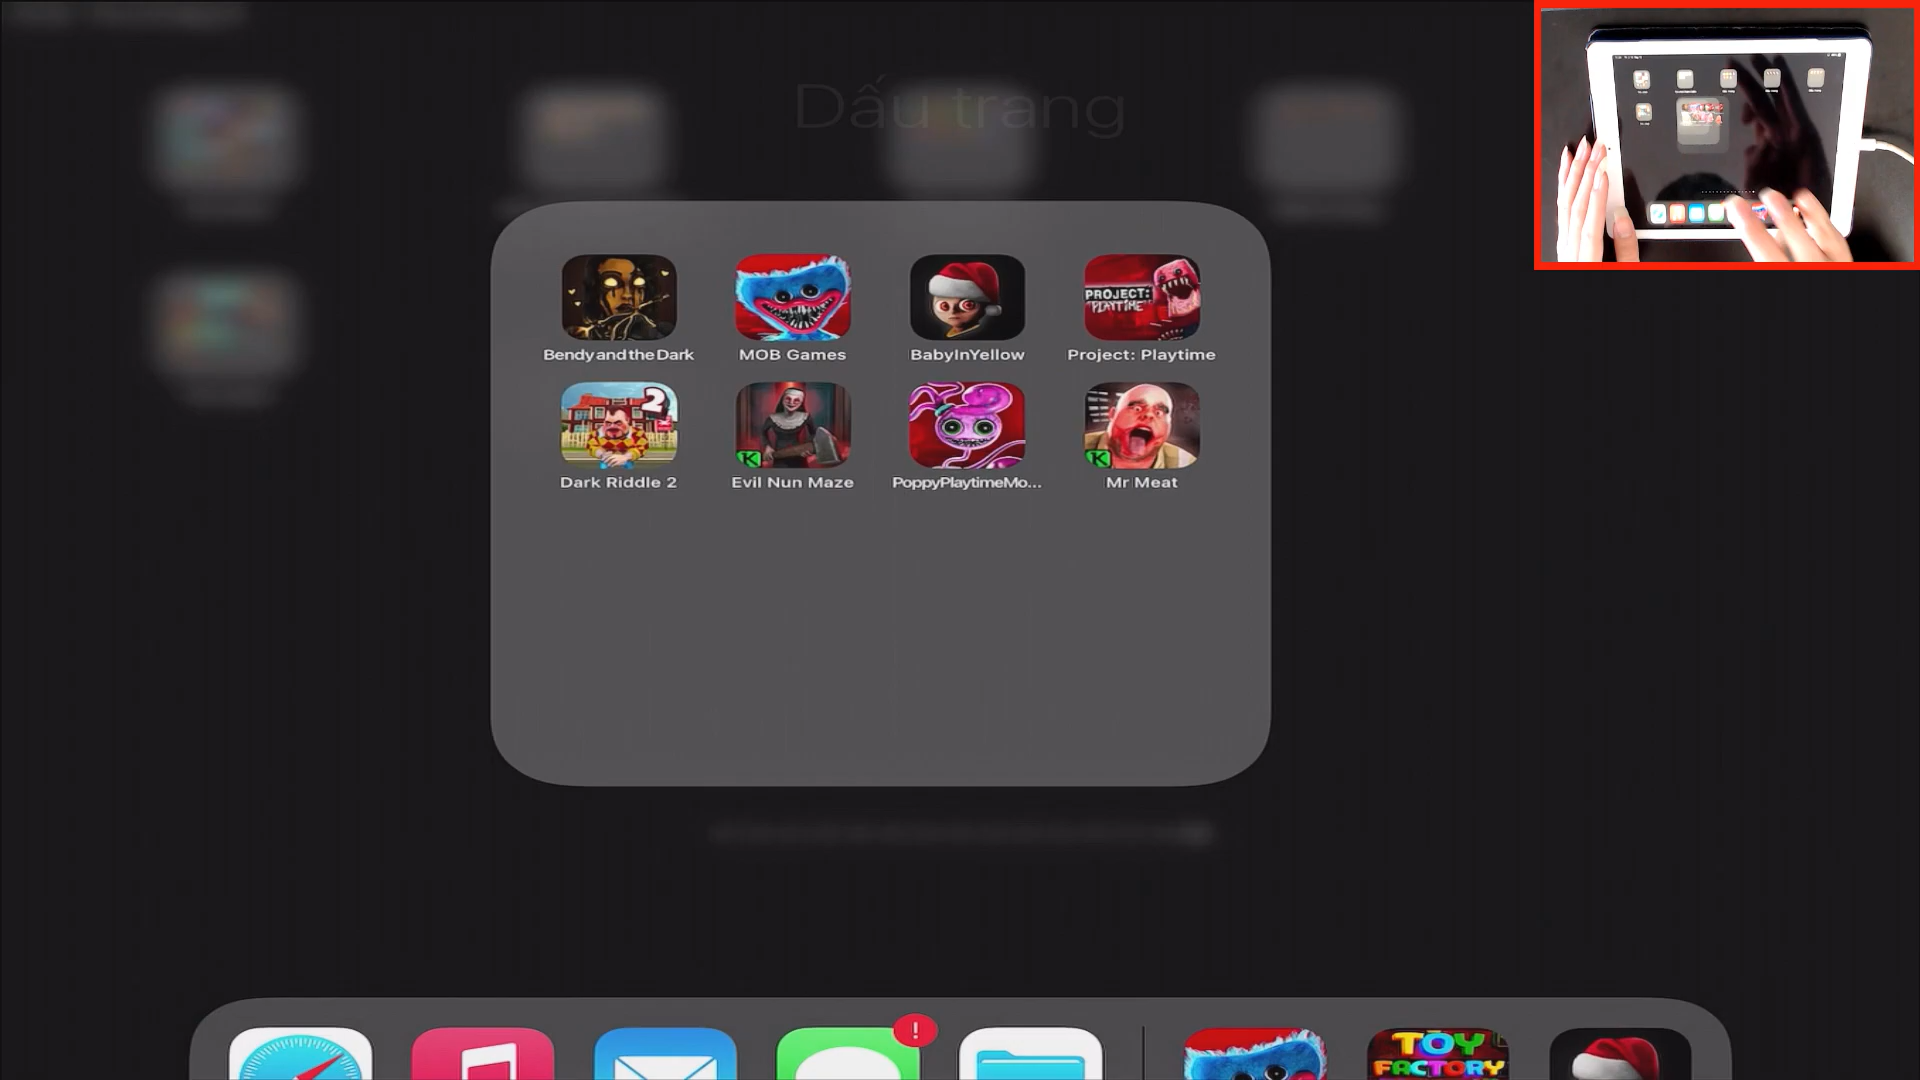 Dấu trang
PROJECT:
PLAYTIME
Bendy and the Dark
MOB Games
BabyInYellow
Project: Playtime
2
K
K
Dark Riddle 2
Evil Nun Maze
PoppyPlaytimeMo...
Mr Meat
!
TOY
FACTORY